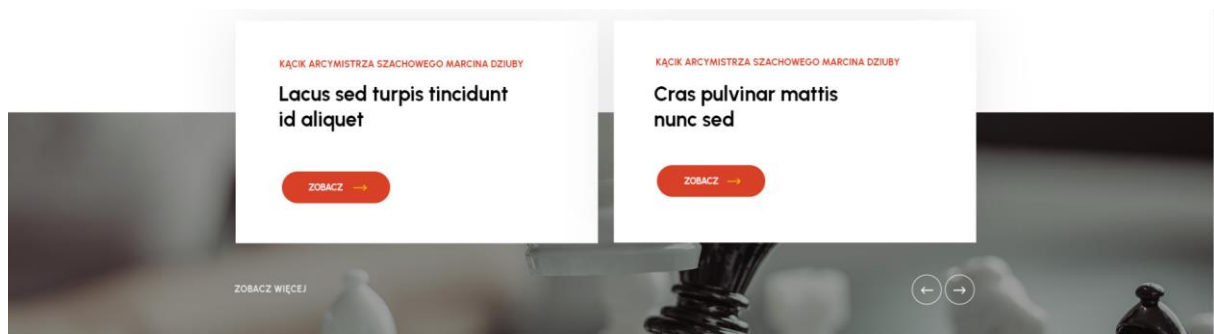 KĄCIK ARCYMISTRZA SZACHOWEGO MARCINA DZIUBY
Lacus sed turpis tincidunt
id aliquet
ZOBACZ
KĄCIK ARCYMISTRZA SZACHOWEGO MARCINA DZIUBY
Cras pulvinar mattis
nunc sed
ZOBACZ
ZOBACZ WIĘCEJ